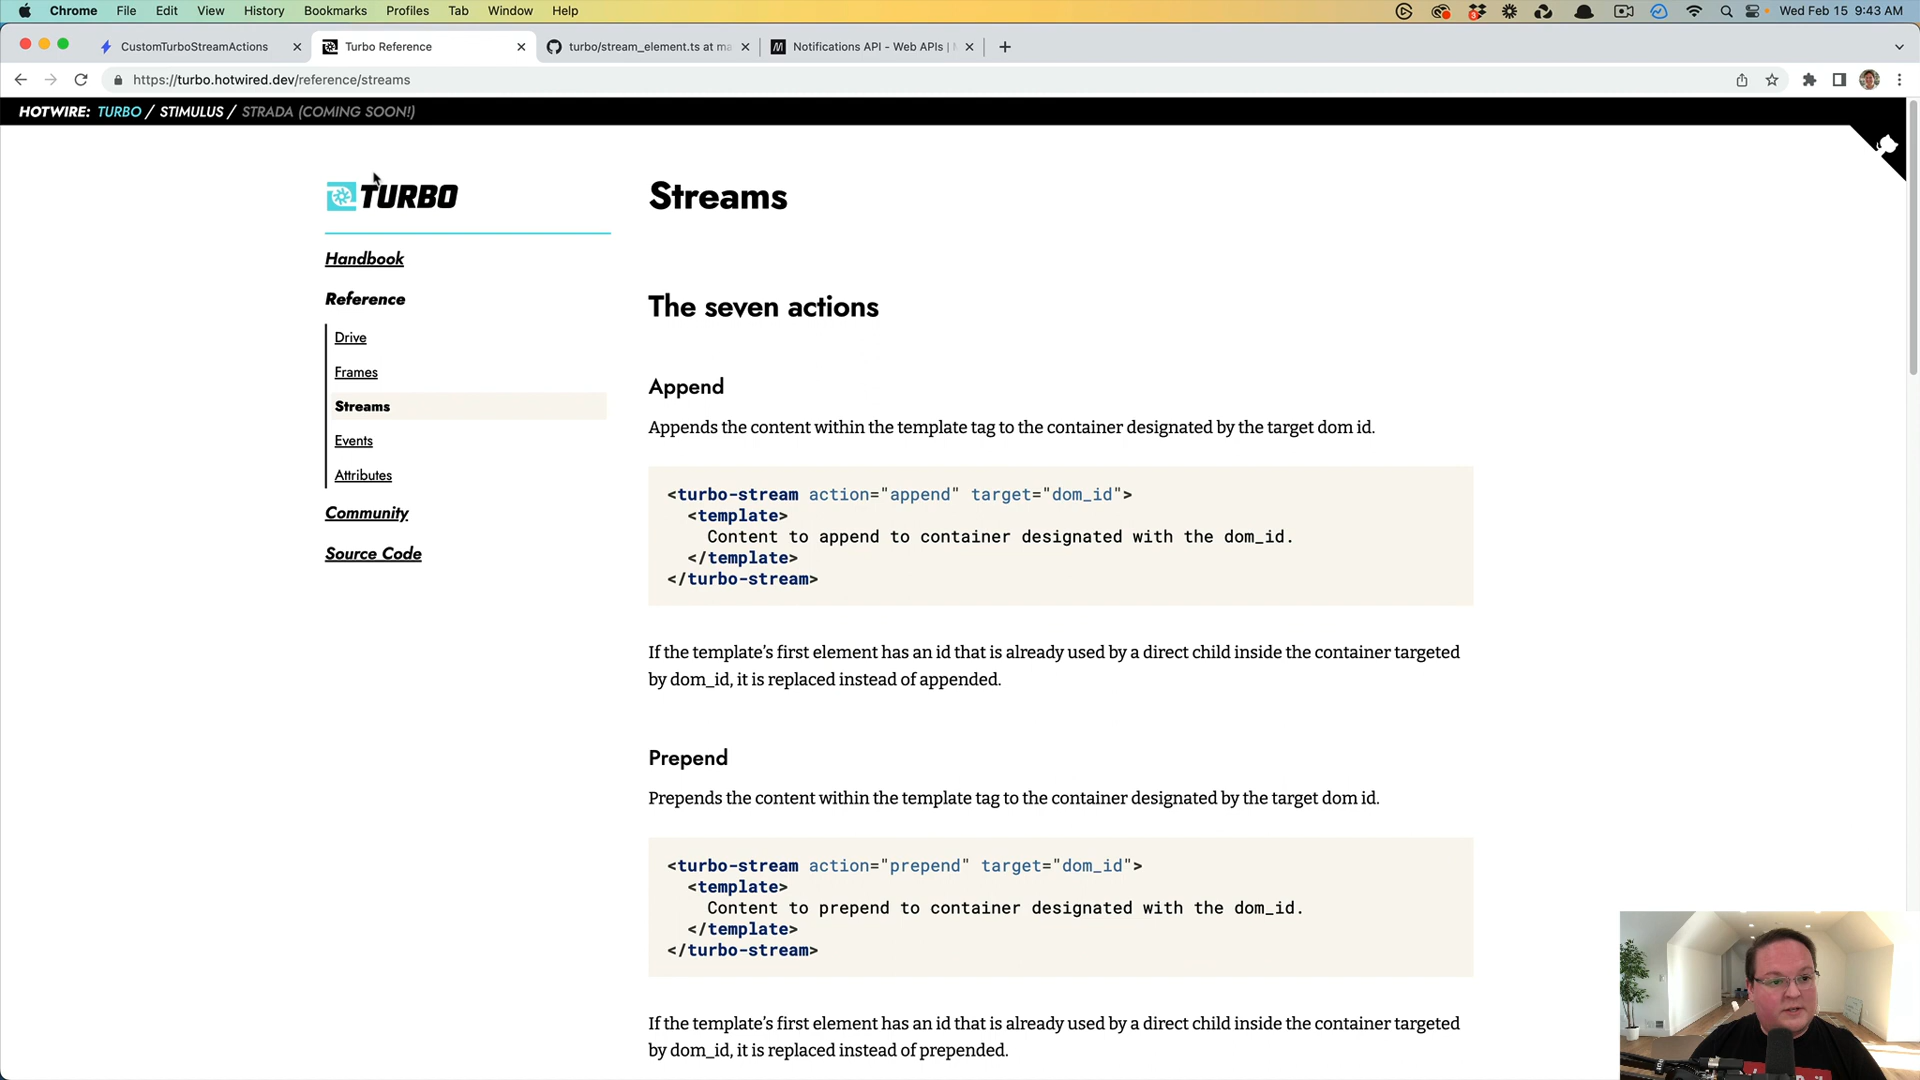 Chrome File Edit View History Bookmarks Profiles Tab Window Help
Wed Feb 15 9:43 AM
CustomTurboStreamActions
Turbo Reference
turbo/stream_element.ts at ma
Notifications API - Web APIs |
https://turbo.hotwired.dev/reference/streams
HOTWIRE: TURBO / STIMULUS / STRADA (COMING SOON!)
TURBO
Handbook
Reference
Drive
Frames
Streams
Events
Attributes
Community
Source Code
Streams
The seven actions
Append
Appends the content within the template tag to the container designated by the target dom id.
<turbo-stream action="append" target="dom_id">
<template>
Content to append to container designated with the dom_id.
</template>
</turbo-stream>
If the template’s first element has an id that is already used by a direct child inside the container targeted
by dom_id, it is replaced instead of appended.
Prepend
Prepends the content within the template tag to the container designated by the target dom id.
<turbo-stream action="prepend" target="dom_id">
<template>
Content to prepend to container designated with the dom_id.
</template>
</turbo-stream>
If the template’s first element has an id that is already used by a direct child inside the container targeted
by dom_id, it is replaced instead of prepended.